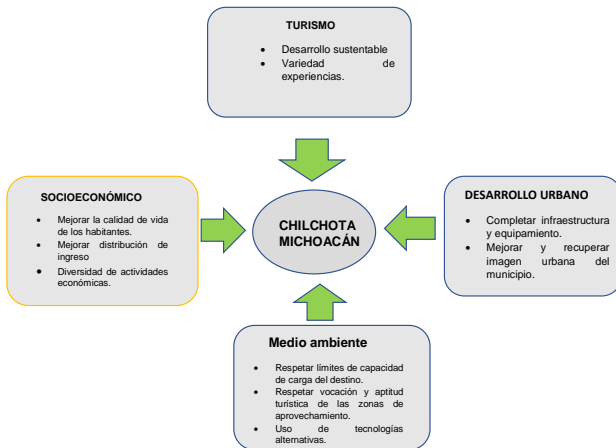 TURISMO
• Desarrollo sustentable
• Variedad de
experiencias.
SOCIOECONÓMICO
• Mejorar la calidad de vida
de los habitantes.
• Mejorar distribución de
ingreso
• Diversidad de actividades
económicas.
CHILCHOTA
MICHOACÁN
DESARROLLO URBANO
• Completar infraestructura
y equipamiento.
• Mejorar y recuperar
imagen urbana del
municipio.
Medio ambiente
• Respetar límites de capacidad
de carga del destino.
• Respetar vocación y aptitud
turística de las zonas de
aprovechamiento.
• Uso de tecnologías
alternativas.